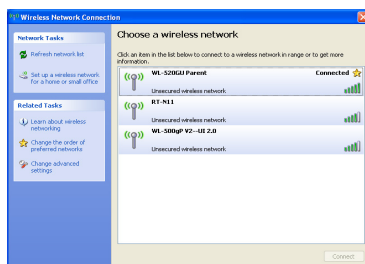 Wireless Network Connection
Network Tasks
Refresh network list
Set up a wireless network
for a home or small office
Related Tasks
Learn about wireless
networking
Change the order of
preferred networks
Change advanced
settings
Choose a wireless network
Click an item in the list below to connect to a wireless network in range or to get more
information.
WL-520GU Parent Connected
Unsecured wireless network
RT-N11
Unsecured wireless network
WL-500gP V2--UI 2.0
Unsecured wireless network
Connect